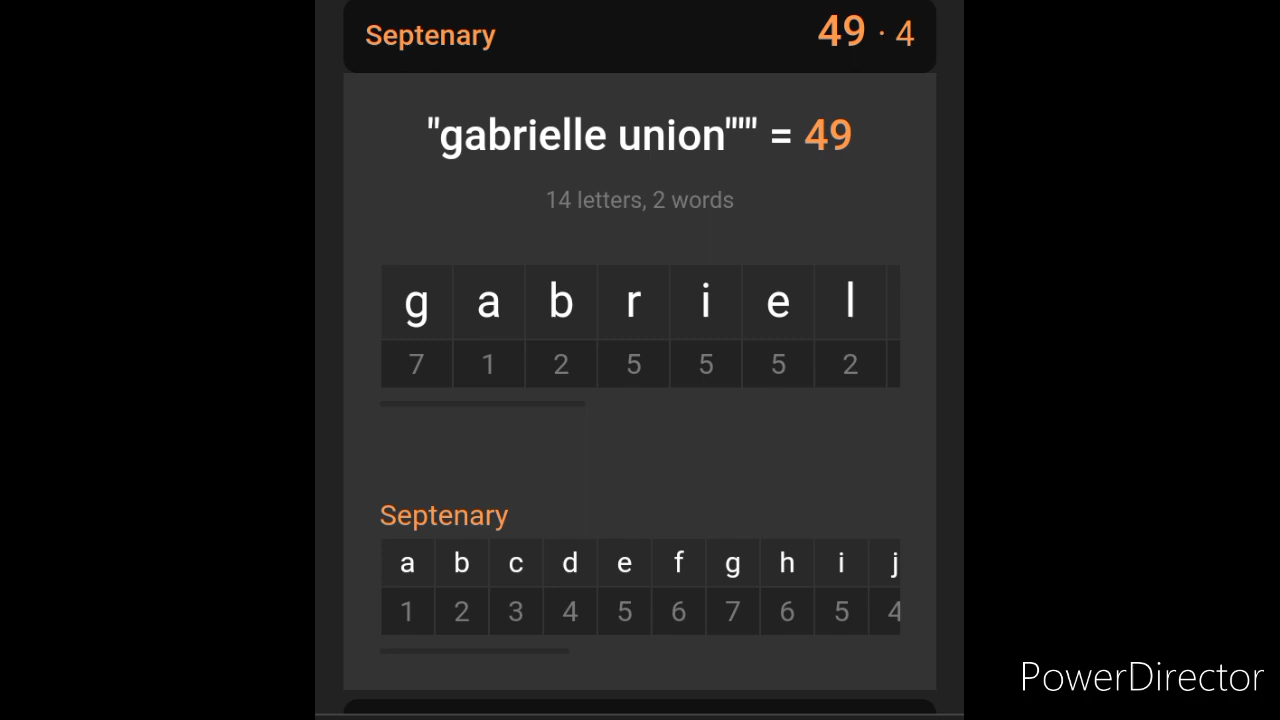 Septenary 49 · 4
"gabrielle union""" = 49
14 letters, 2 words
g a b r i e l
7 1 2 5 5 5 2
Septenary
a b c d e f g h i j
1 2 3 4 5 6 7 6 5 4
PowerDirector